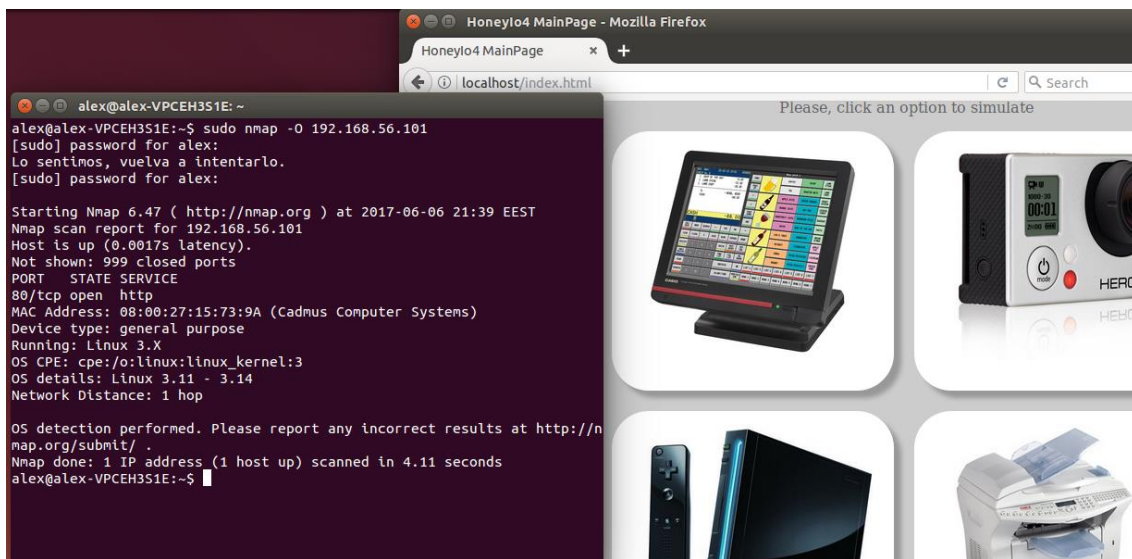 HoneyIo4 MainPage - Mozilla Firefox
HoneyIo4 MainPage × +
localhost/index.html
Search
alex@alex-VPCEH3S1E: ~
Please, click an option to simulate
alex@alex-VPCEH3S1E:~$ sudo nmap -O 192.168.56.101
[sudo] password for alex:
Lo sentimos, vuelva a intentarlo.
[sudo] password for alex:
Starting Nmap 6.47 ( http://nmap.org ) at 2017-06-06 21:39 EEST
Nmap scan report for 192.168.56.101
Host is up (0.0017s latency).
Not shown: 999 closed ports
PORT   STATE SERVICE
80/tcp open  http
MAC Address: 08:00:27:15:73:9A (Cadmus Computer Systems)
Device type: general purpose
Running: Linux 3.X
OS CPE: cpe:/o:linux:linux_kernel:3
OS details: Linux 3.11 - 3.14
Network Distance: 1 hop
OS detection performed. Please report any incorrect results at http://n
map.org/submit/ .
Nmap done: 1 IP address (1 host up) scanned in 4.11 seconds
alex@alex-VPCEH3S1E:~$
00:01
mode
HERO